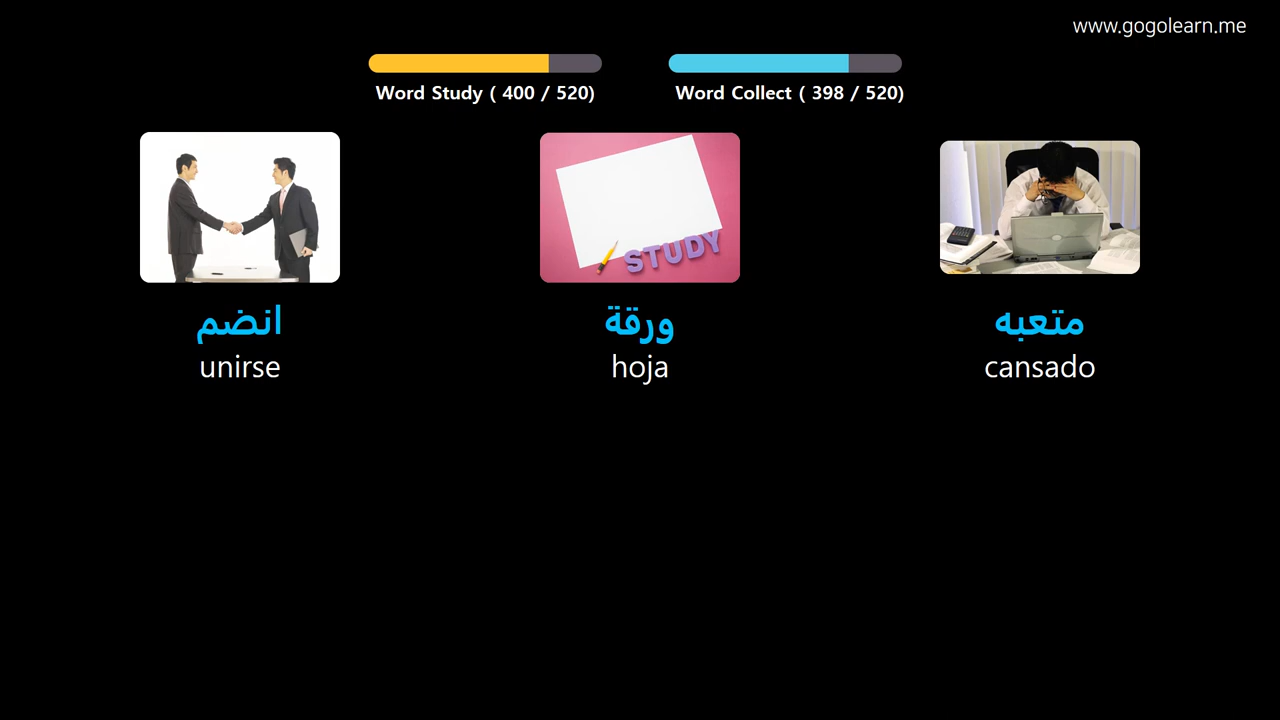 www.gogolearn.me
Word Study ( 400 / 520)
Word Collect ( 398 / 520)
STUDY
انضم
unirse
ورقة
hoja
متعبه
cansado